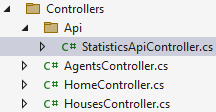 Controllers
Api
C# StatisticsApiController.cs
C# AgentsController.cs
C# HomeController.cs
C# HousesController.cs